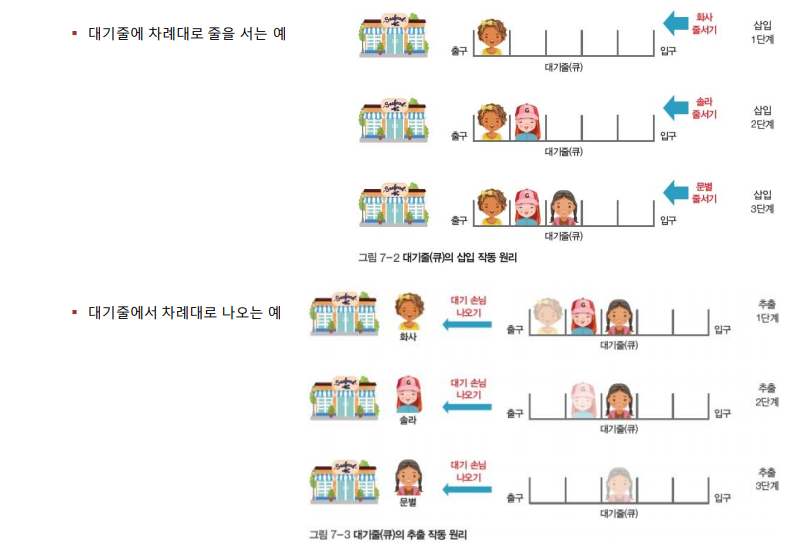 ▪ 대기줄에 차례대로 줄을 서는 예
화사
줄서기
삽입
1단계
출구
입구
대기줄(큐)
솔라
줄서기
삽입
2단계
출구
입구
대기줄(큐)
문별
줄서기
삽입
3단계
출구
입구
대기줄(큐)
그림 7-2 대기줄(큐)의 삽입 작동 원리
▪ 대기줄에서 차례대로 나오는 예
화사
대기 손님
나오기
출구
입구
대기줄(큐)
추출
1단계
솔라
대기 손님
나오기
출구
입구
대기줄(큐)
추출
2단계
문별
대기 손님
나오기
출구
입구
대기줄(큐)
추출
3단계
그림 7-3 대기줄(큐)의 추출 작동 원리